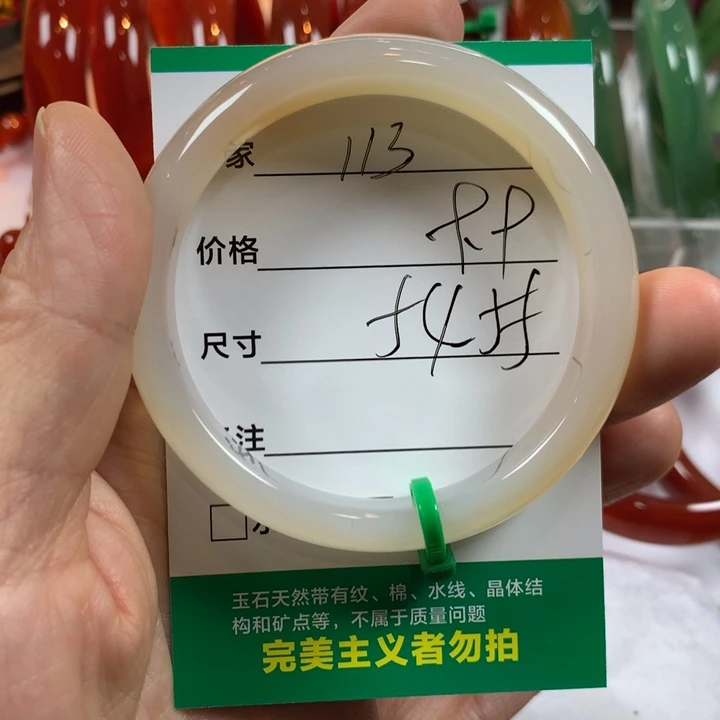 家 113
价格
尺寸
注
玉石天然带有纹、棉、水线、晶体结
构和矿点等，不属于质量问题
完美主义者勿拍